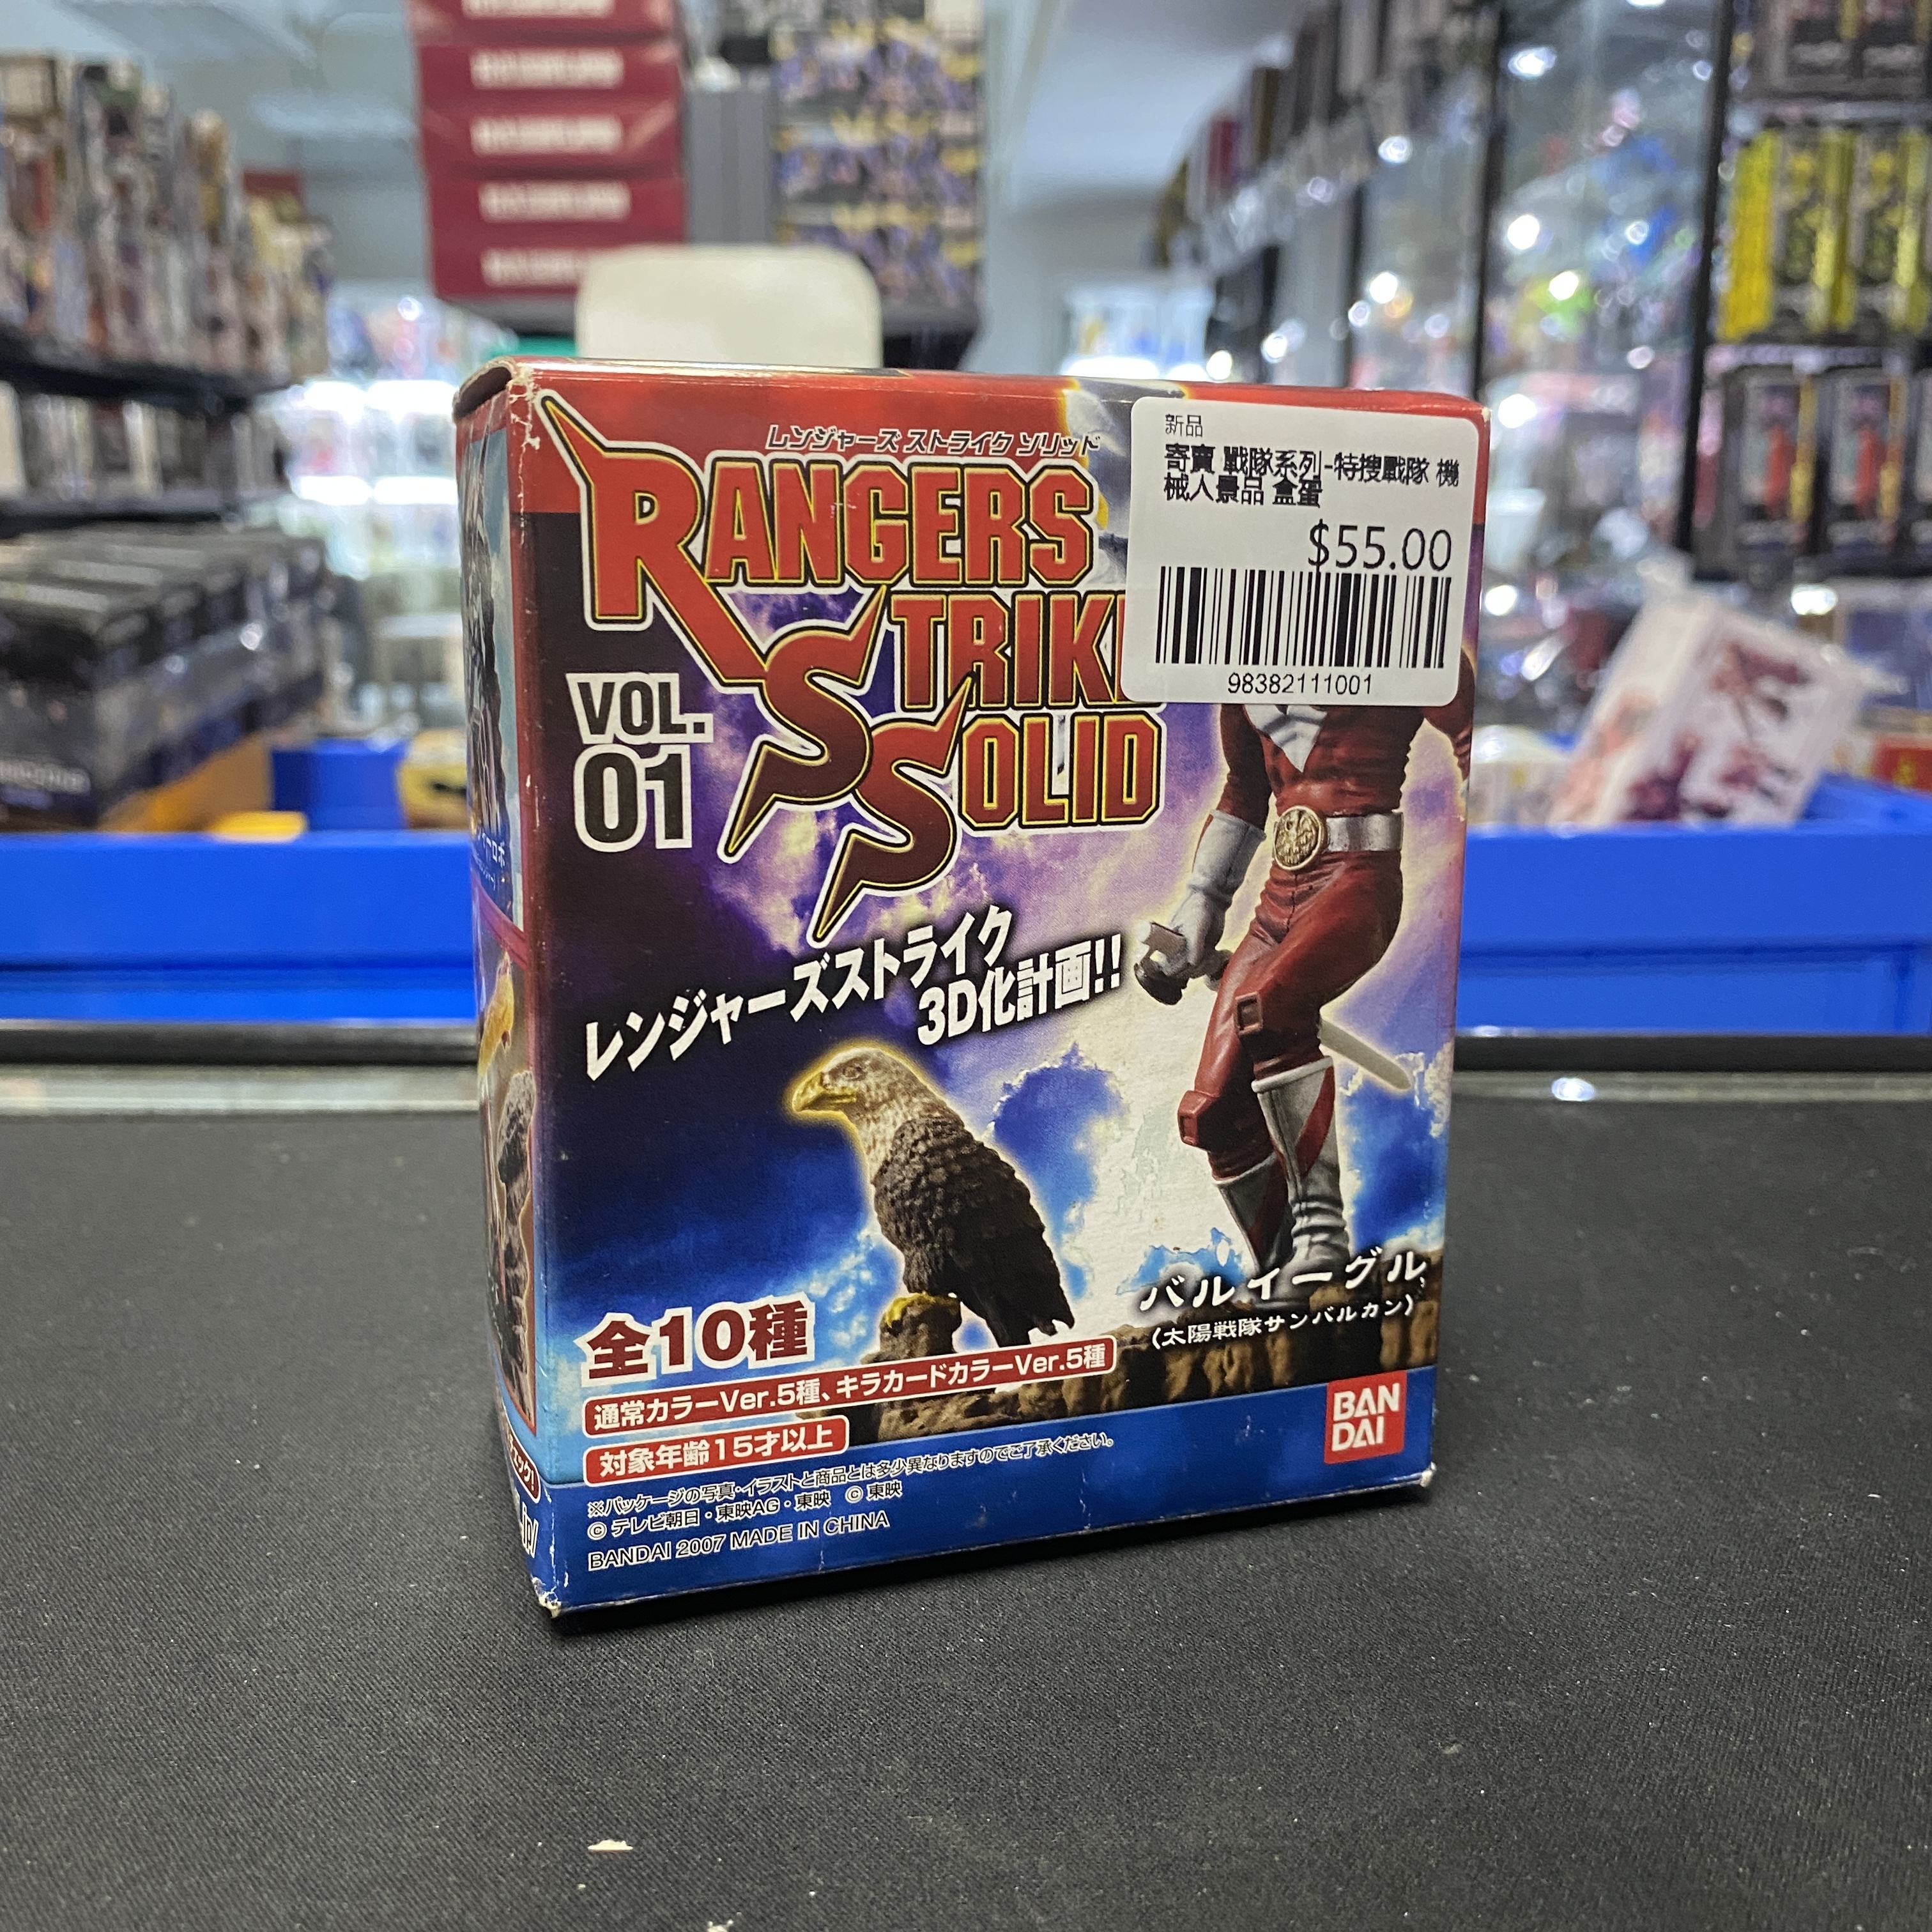 レンジャーズ ストライク ソリッド
RANGERS
STRIK
SOLID
VOL.
01
新品
寄賣 戰隊系列-特搜戰隊 機
械人景品 盒蛋
$55.00
98382111001
レンジャーズストライク
3D化計画!!
バルイーグル
(太陽戦隊サンバルカン)
全10種
通常カラーVer.5種、キラカードカラーVer.5種
対象年齢15才以上
BAN
DAI
※パッケージの写真・イラストと商品とは多少異なりますのでご了承ください。
© テレビ朝日・東映AG・東映 © 東映
BANDAI 2007 MADE IN CHINA